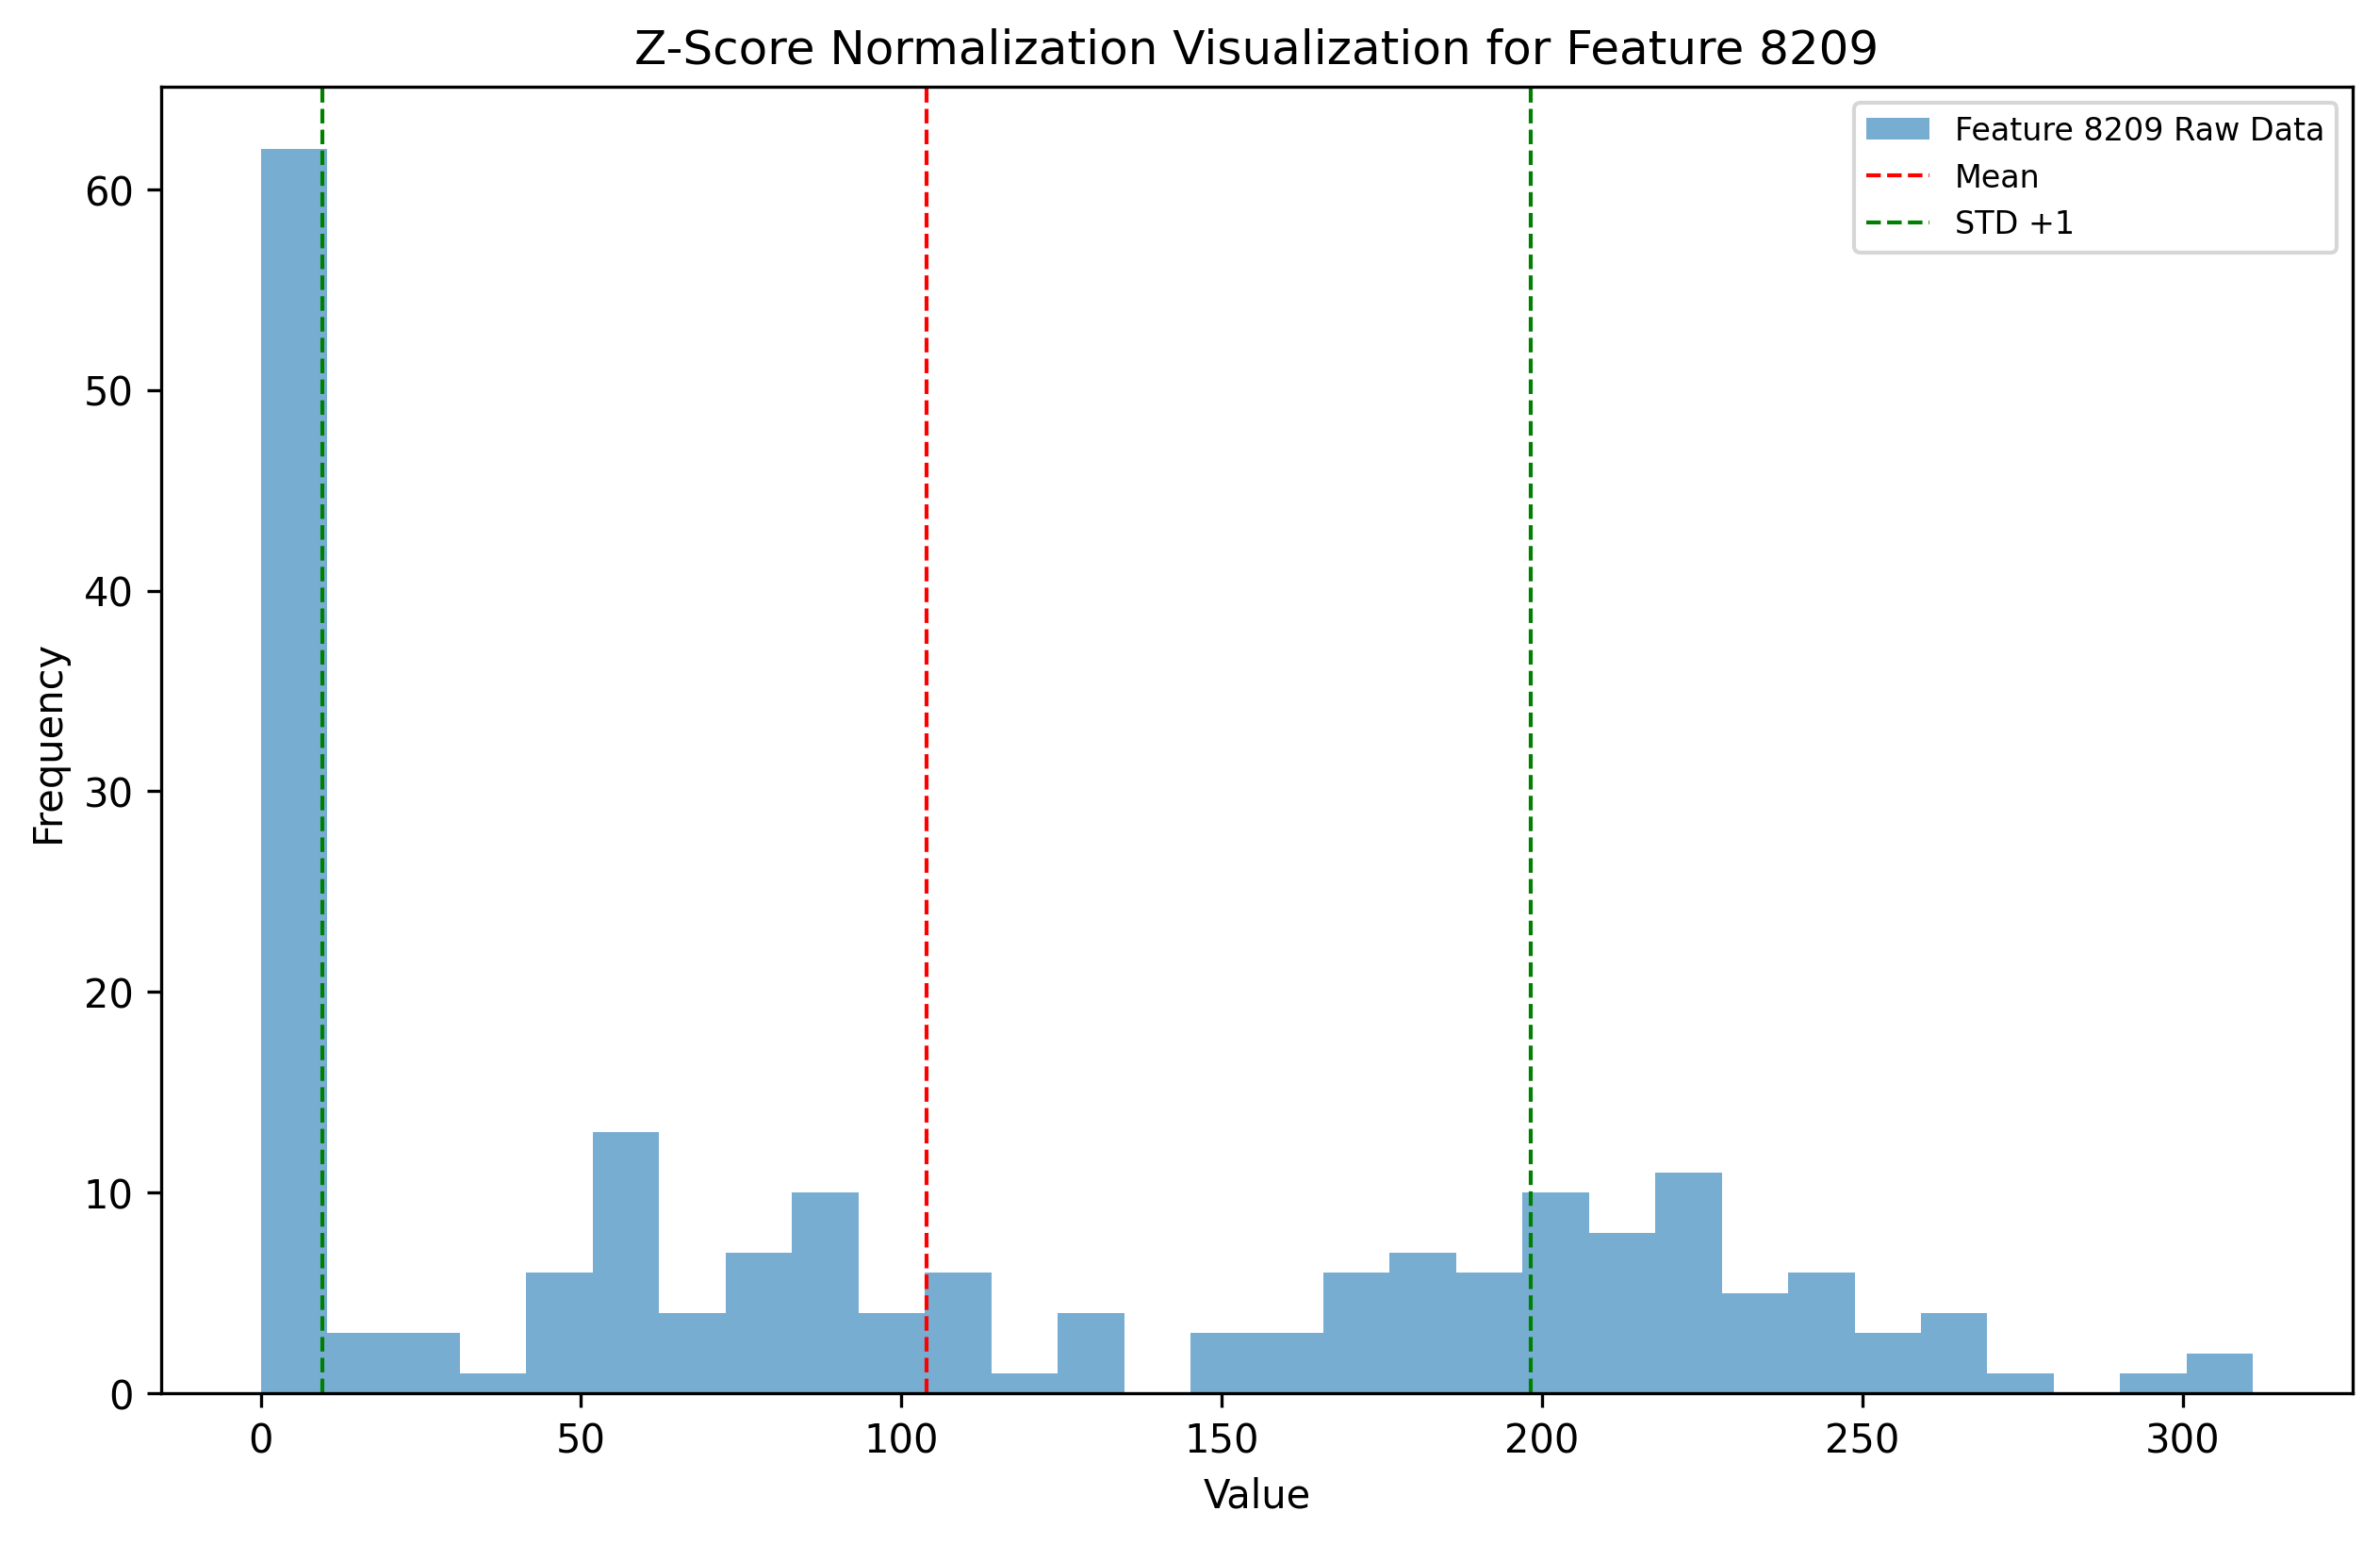 Z-Score Normalization Visualization for Feature 8209
Feature 8209 Raw Data
Mean
STD +1
60
50
40
30
20
10
0
Frequency
0 50 100 150 200 250 300
Value